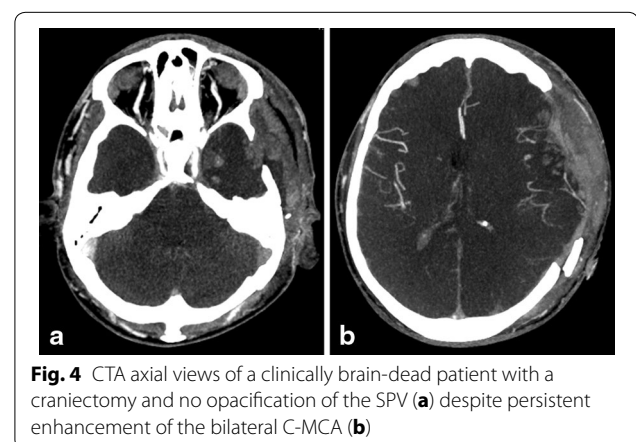 a
b
Fig. 4 CTA axial views of a clinically brain-dead patient with a
craniectomy and no opacification of the SPV (a) despite persistent
enhancement of the bilateral C-MCA (b)